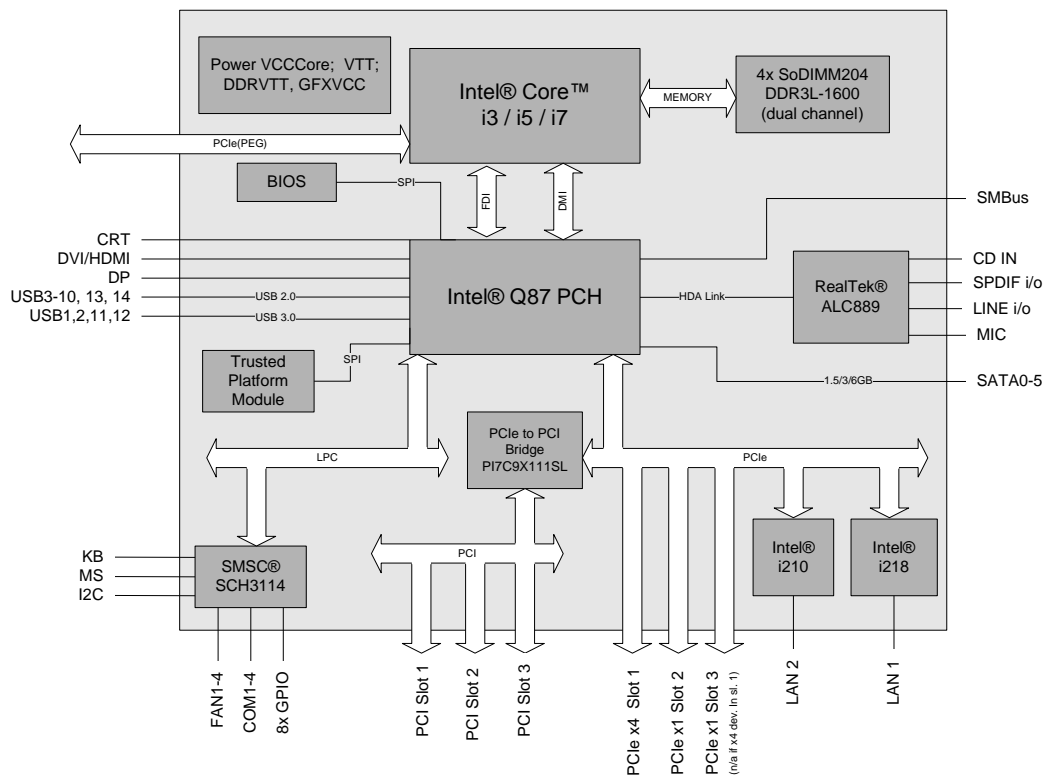 Power VCCCore; VTT;
DDRVTT, GFXVCC
Intel® Core™
i3 / i5 / i7
MEMORY
4x SoDIMM204
DDR3L-1600
(dual channel)
PCIe(PEG)
BIOS
SPI
FDI
DMI
SMBus
CRT
DVI/HDMI
DP
USB3-10, 13, 14
USB1,2,11,12
USB 2.0
USB 3.0
Intel® Q87 PCH
HDA Link
RealTek®
ALC889
CD IN
SPDIF i/o
LINE i/o
MIC
SPI
Trusted
Platform
Module
1.5/3/6GB
SATA0-5
LPC
PCIe to PCI
Bridge
PI7C9X111SL
PCIe
PCI
KB
MS
I2C
SMSC®
SCH3114
Intel®
i210
Intel®
i218
FAN1-4
COM1-4
8x GPIO
PCI Slot 1
PCI Slot 2
PCI Slot 3
PCIe x4 Slot 1
PCIe x1 Slot 2
PCIe x1 Slot 3
(n/a if x4 dev. In sl. 1)
LAN 2
LAN 1